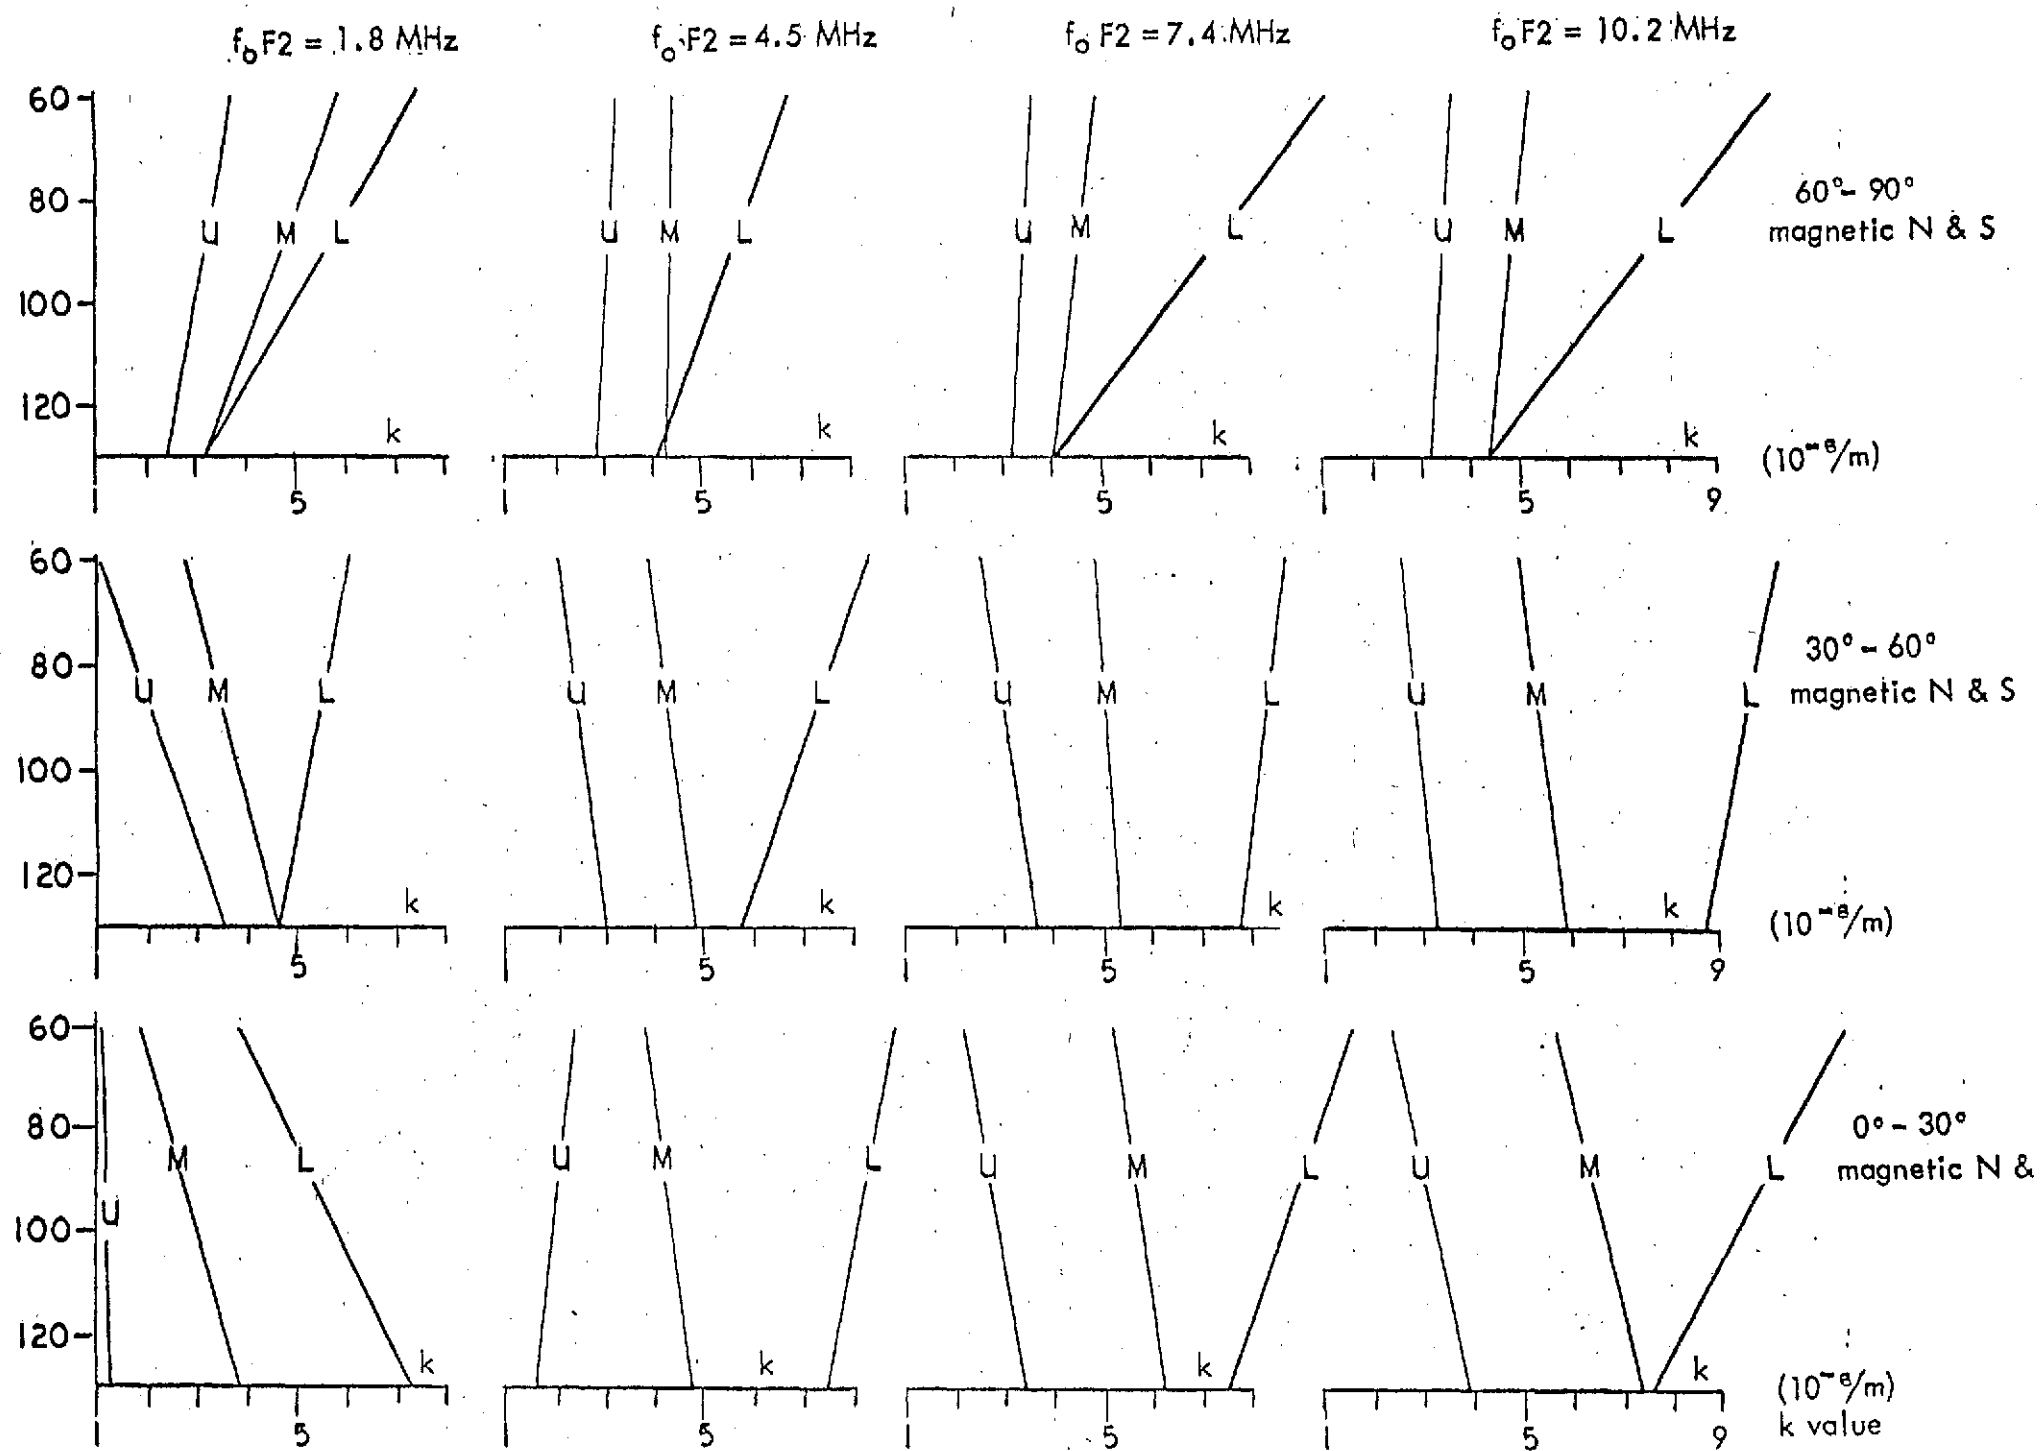 foF2 = 1.8 MHz
foF2 = 4.5 MHz
foF2 = 7.4 MHz
foF2 = 10.2 MHz
60
80
100
120
U M L
k
U M L
k
U M L
k
U M L
k
60°- 90°
magnetic N & S
(10⁻⁸/m)
1 5
1 5
1 5
1 5 9
60
80
100
120
U M L
k
U M L
k
U M L
k
U M L
k
30°- 60°
magnetic N & S
(10⁻⁸/m)
1 5
1 5
1 5
1 5 9
60
80
100
120
U M L
k
U M L
k
U M L
k
U M L
k
0°- 30°
magnetic N &
(10⁻⁸/m)
k value
1 5
1 5
1 5
1 5 9